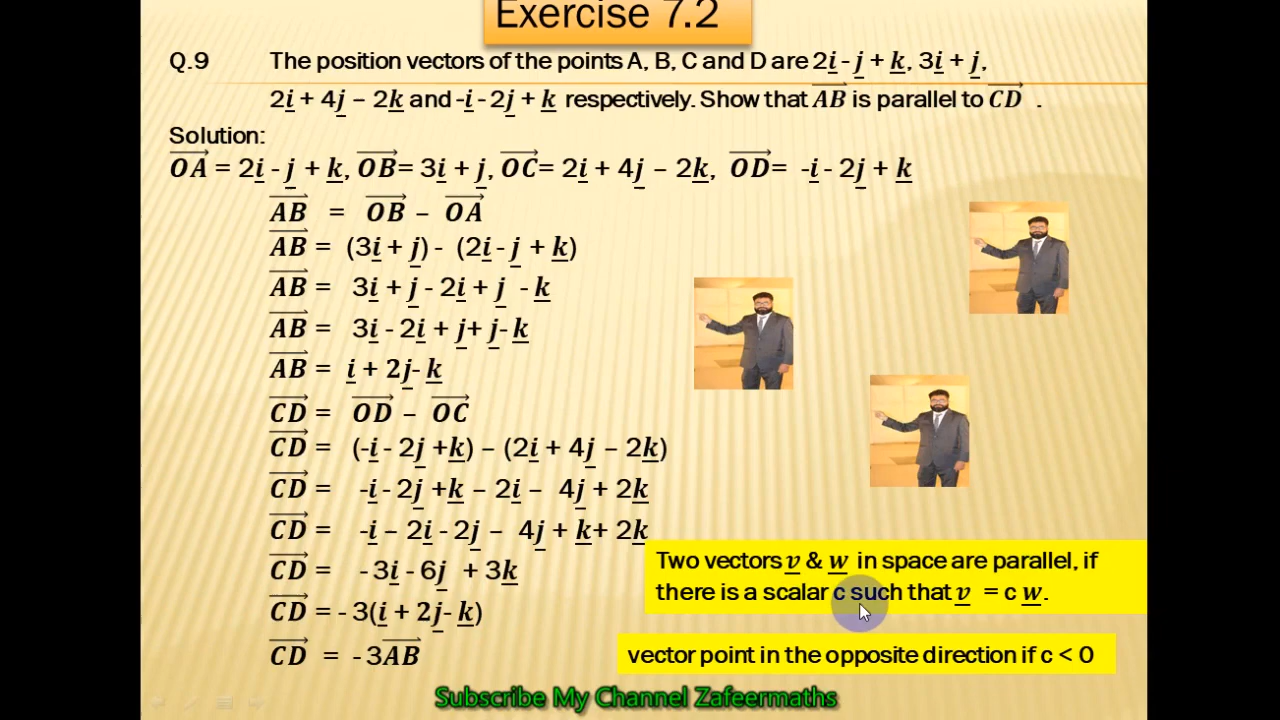 Exercise 7.2
Q.9 The position vectors of the points A, B, C and D are 2i - j + k, 3i + j,
2i + 4j – 2k and -i - 2j + k respectively. Show that AB is parallel to CD .
Solution:
OA = 2i - j + k, OB= 3i + j, OC= 2i + 4j – 2k, OD= -i - 2j + k
AB = OB – OA
AB = (3i + j) - (2i - j + k)
AB = 3i + j - 2i + j - k
AB = 3i - 2i + j+ j- k
AB = i + 2j- k
CD = OD – OC
CD = (-i - 2j +k) – (2i + 4j – 2k)
CD = -i - 2j +k – 2i – 4j + 2k
CD = -i – 2i - 2j – 4j + k+ 2k
CD = - 3i - 6j + 3k
CD = - 3(i + 2j- k)
CD = - 3AB
Two vectors v & w in space are parallel, if
there is a scalar c such that v = c w.
vector point in the opposite direction if c < 0
Subscribe My Channel Zafeermaths